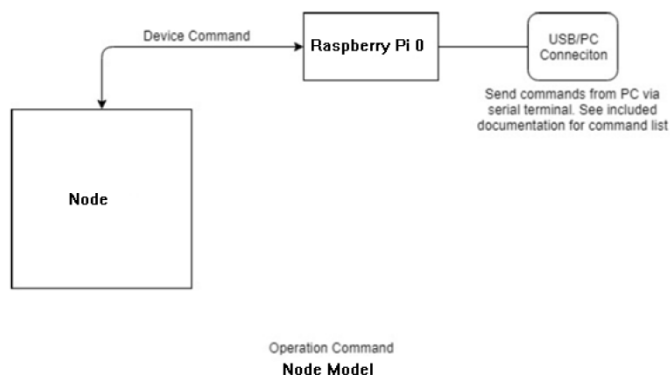 Device Command
Raspberry Pi 0
USB/PC
Conneciton
Send commands from PC via
serial terminal. See included
documentation for command list
Node
Operation Command
Node Model